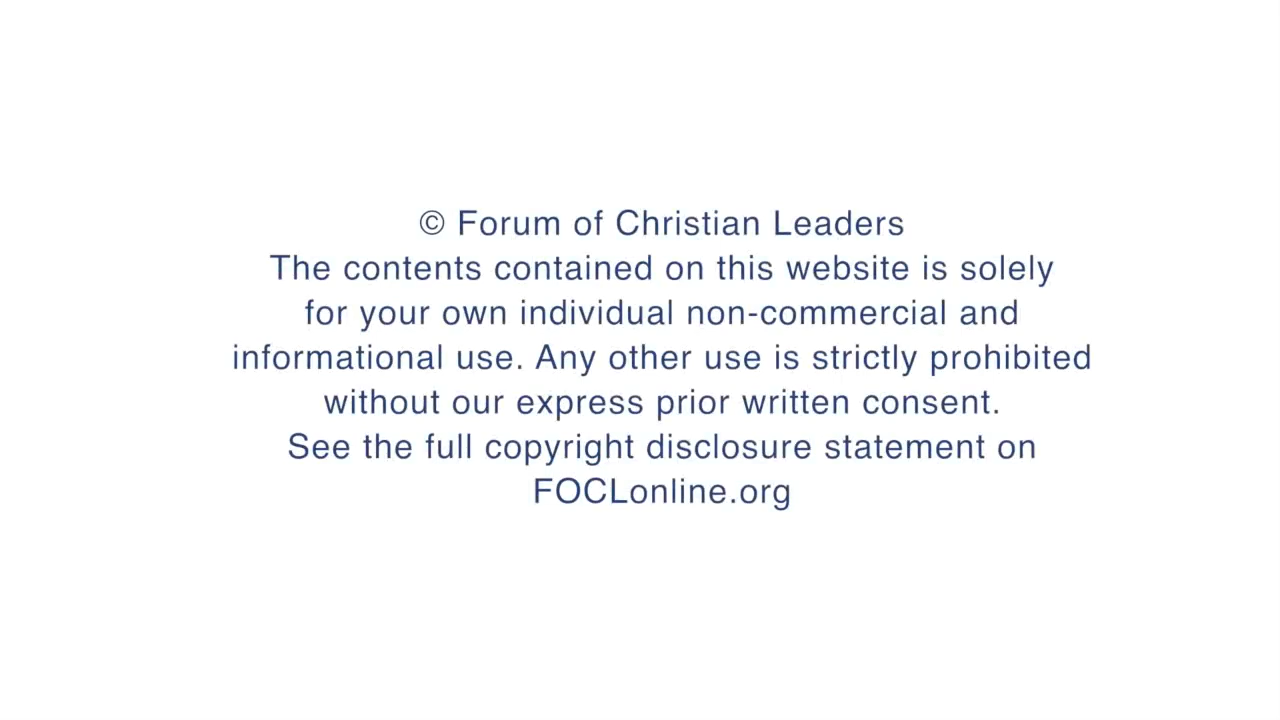 © Forum of Christian Leaders
The contents contained on this website is solely
for your own individual non-commercial and
informational use. Any other use is strictly prohibited
without our express prior written consent.
See the full copyright disclosure statement on
FOCLonline.org